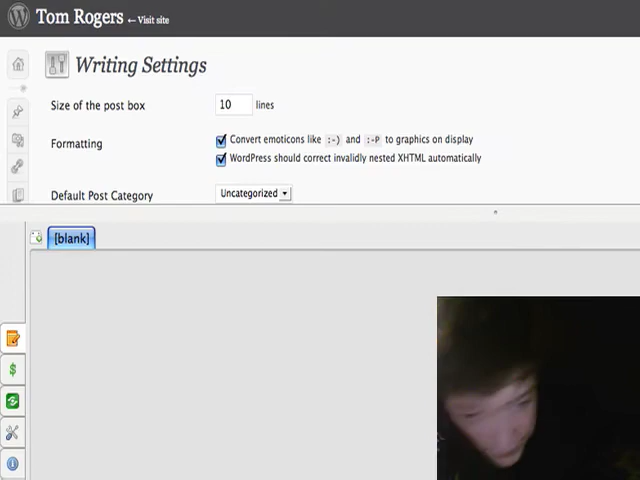 Tom Rogers ← Visit site
Writing Settings
Size of the post box 10 lines
Formatting
Convert emoticons like :-) and :-P to graphics on display
WordPress should correct invalidly nested XHTML automatically
Default Post Category Uncategorized
[blank]
$